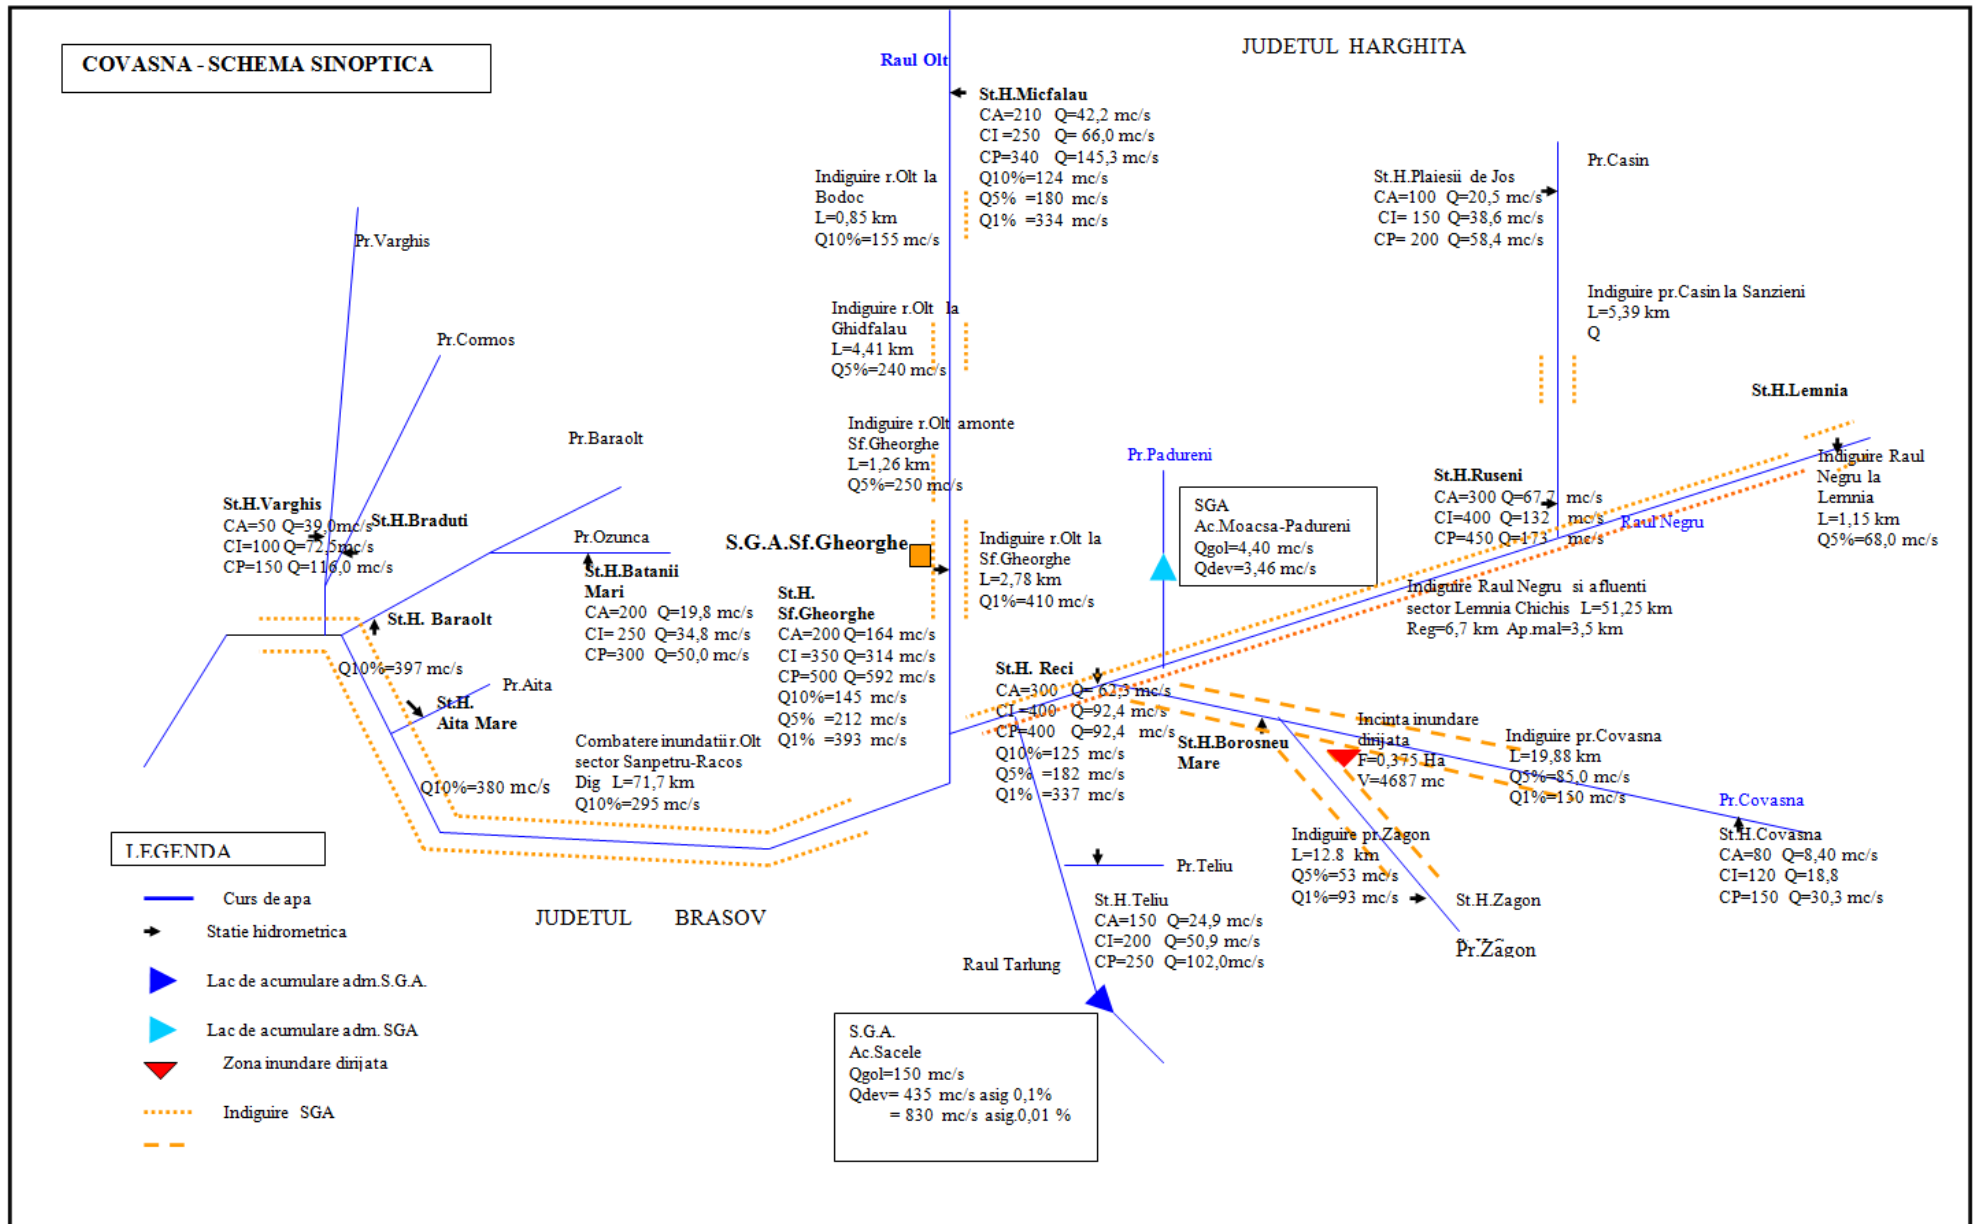 COVASNA - SCHEMA SINOPTICA
JUDETUL HARGHITA
Raul Olt
St.H.Micfalau
CA=210 Q=42,2 mc/s
CI =250 Q= 66,0 mc/s
CP=340 Q=145,3 mc/s
Q10%=124 mc/s
Q5% =180 mc/s
Q1% =334 mc/s
Indiguire r.Olt la
Bodoc
L=0,85 km
Q10%=155 mc/s
Pr.Casin
St.H.Plaiesii de Jos
CA=100 Q=20,5 mc/s
CI= 150 Q=38,6 mc/s
CP= 200 Q=58,4 mc/s
Pr.Varghis
Indiguire r.Olt la
Ghidfalau
L=4,41 km
Q5%=240 mc/s
Indiguire pr.Casin la Sanzieni
L=5,39 km
Q
Pr.Cormos
St.H.Lemnia
Pr.Baraolt
Indiguire r.Olt amonte
Sf.Gheorghe
L=1,26 km
Q5%=250 mc/s
Pr.Padureni
SGA
Ac.Moacsa-Padureni
Qgol=4,40 mc/s
Qdev=3,46 mc/s
St.H.Ruseni
CA=300 Q=67,7 mc/s
CI=400 Q=132 mc/s
CP=450 Q=173 mc/s
Raul Negru
Indiguire Raul
Negru la
Lemnia
L=1,15 km
Q5%=68,0 mc/s
St.H.Varghis
CA=50 Q=39,0mc/s
CI=100 Q=72,5mc/s
CP=150 Q=116,0 mc/s
St.H.Braduti
Pr.Ozunca
St.H.Batanii
Mari
CA=200 Q=19,8 mc/s
CI= 250 Q=34,8 mc/s
CP=300 Q=50,0 mc/s
S.G.A.Sf.Gheorghe
Indiguire r.Olt la
Sf.Gheorghe
L=2,78 km
Q1%=410 mc/s
St.H.
Sf.Gheorghe
CA=200 Q=164 mc/s
CI =350 Q=314 mc/s
CP=500 Q=592 mc/s
Q10%=145 mc/s
Q5% =212 mc/s
Q1% =393 mc/s
Indiguire Raul Negru si afluenti
sector Lemnia Chichis L=51,25 km
Reg=6,7 km Ap.mal=3,5 km
St.H. Baraolt
Q10%=397 mc/s
Pr.Aita
St.H.
Aita Mare
St.H. Reci
CA=300 Q= 62,3 mc/s
CI =400 Q=92,4 mc/s
CP=400 Q=92,4 mc/s
Q10%=125 mc/s
Q5% =182 mc/s
Q1% =337 mc/s
St.H.Borosneu
Mare
Incinta inundare
dirijata
F=0,375 Ha
V=4687 mc
Indiguire pr.Covasna
L=19,88 km
Q5%=85,0 mc/s
Q1%=150 mc/s
Combatere inundatii r.Olt
sector Sanpetru-Racos
Dig L=71,7 km
Q10%=295 mc/s
Q10%=380 mc/s
Pr.Covasna
St.H.Covasna
CA=80 Q=8,40 mc/s
CI=120 Q=18,8
CP=150 Q=30,3 mc/s
Indiguire pr.Zagon
L=12.8 km
Q5%=53 mc/s
Q1%=93 mc/s
St.H.Zagon
Pr.Zagon
Pr.Teliu
St.H.Teliu
CA=150 Q=24,9 mc/s
CI=200 Q=50,9 mc/s
CP=250 Q=102,0mc/s
Raul Tarlung
S.G.A.
Ac.Sacele
Qgol=150 mc/s
Qdev= 435 mc/s asig 0,1%
= 830 mc/s asig.0,01 %
JUDETUL BRASOV
LEGENDA
Curs de apa
Statie hidrometrica
Lac de acumulare adm.S.G.A.
Lac de acumulare adm. SGA
Zona inundare dirijata
Indiguire SGA